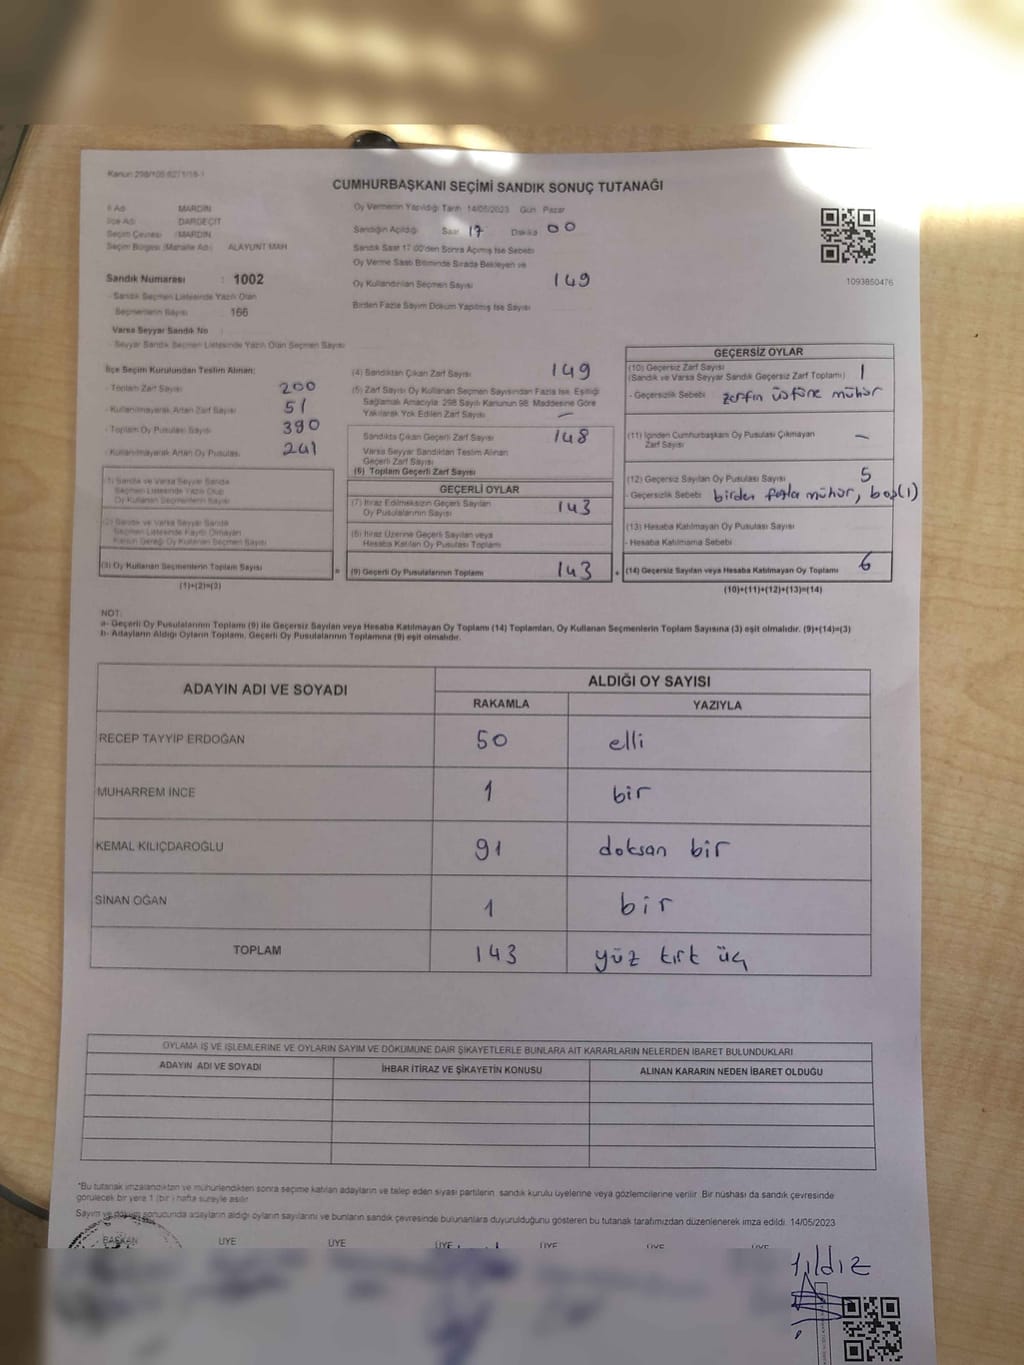 Kanun 298/105 6271/18-1
CUMHURBAŞKANI SEÇİMİ SANDIK SONUÇ TUTANAĞI
İl Adı MARDİN
İlçe Adı DARGEÇİT
Seçim Çevresi :MARDİN
Seçim Bölgesi (Mahalle Adı) ALAYUNT MAH
Sandık Numarası : 1002
- Sandık Seçmen Listesinde Yazılı Olan
Seçmenlerin Sayısı 166
Varsa Seyyar Sandık No
- Seyyar Sandık Seçmen Listesinde Yazılı Olan Seçmen Sayısı
Oy Vermenin Yapıldığı Tarih 14/05/2023 Gün Pazar
Sandığın Açıldığı Saat 17 Dakika 00
Sandık Saat 17:00'den Sonra Açılmış İse Sebebi
Oy Verme Saati Bitiminde Sırada Bekleyen ve
Oy Kullandırılan Seçmen Sayısı 149
Birden Fazla Sayım Döküm Yapılmış İse Sayısı
1093850476
İlçe Seçim Kurulundan Teslim Alınan;
- Toplam Zarf Sayısı 200
- Kullanılmayarak Artan Zarf Sayısı 51
- Toplam Oy Pusulası Sayısı 390
- Kullanılmayarak Artan Oy Pusulası 241
(1) Sandık ve Varsa Seyyar Sandık
Seçmen Listesinde Yazılı Olup
Oy Kullanan Seçmenlerin Sayısı
(2) Sandık ve Varsa Seyyar Sandık
Seçmen Listesinde Kaydı Olmayan
Kanun Gereği Oy Kullanan Seçmen Sayısı
(3) Oy Kullanan Seçmenlerin Toplam Sayısı
(1)+(2)=(3)
=
(4) Sandıktan Çıkan Zarf Sayısı 149
(5) Zarf Sayısı Oy Kullanan Seçmen Sayısından Fazla İse, Eşitliği
Sağlamak Amacıyla 298 Sayılı Kanunun 98. Maddesine Göre
Yakılarak Yok Edilen Zarf Sayısı —
Sandıkta Çıkan Geçerli Zarf Sayısı 148
Varsa Seyyar Sandıktan Teslim Alınan
Geçerli Zarf Sayısı
(6) Toplam Geçerli Zarf Sayısı
GEÇERLİ OYLAR
(7) İtiraz Edilmeksizin Geçerli Sayılan
Oy Pusulalarının Sayısı 143
(8) İtiraz Üzerine Geçerli Sayılan veya
Hesaba Katılan Oy Pusulası Toplamı
(9) Geçerli Oy Pusulalarının Toplamı 143
+
GEÇERSİZ OYLAR
(10) Geçersiz Zarf Sayısı
(Sandık ve Varsa Seyyar Sandık Geçersiz Zarf Toplamı) 1
- Geçersizlik Sebebi zarfın üstüne mühür
(11) İçinden Cumhurbaşkanı Oy Pusulası Çıkmayan
Zarf Sayısı —
(12) Geçersiz Sayılan Oy Pusulası Sayısı 5
Geçersizlik Sebebi birden fazla mühür, boş(1)
(13) Hesaba Katılmayan Oy Pusulası Sayısı
- Hesaba Katılmama Sebebi
(14) Geçersiz Sayılan veya Hesaba Katılmayan Oy Toplamı 6
(10)+(11)+(12)+(13)=(14)
NOT:
a- Geçerli Oy Pusulalarının Toplamı (9) ile Geçersiz Sayılan veya Hesaba Katılmayan Oy Toplamı (14) Toplamları, Oy Kullanan Seçmenlerin Toplam Sayısına (3) eşit olmalıdır. (9)+(14)=(3)
b- Adayların Aldığı Oyların Toplamı, Geçerli Oy Pusulalarının Toplamına (9) eşit olmalıdır.
ADAYIN ADI VE SOYADI
ALDIĞI OY SAYISI
RAKAMLA YAZIYLA
RECEP TAYYİP ERDOĞAN 50 elli
MUHARREM İNCE 1 bir
KEMAL KILIÇDAROĞLU 91 doksan bir
SİNAN OĞAN 1 bir
TOPLAM 143 yüz kırt üç
OYLAMA İŞ VE İŞLEMLERİNE VE OYLARIN SAYIM VE DÖKÜMÜNE DAİR ŞİKAYETLERLE BUNLARA AİT KARARLARIN NELERDEN İBARET BULUNDUKLARI
ADAYIN ADI VE SOYADI İHBAR İTİRAZ VE ŞİKAYETİN KONUSU ALINAN KARARIN NEDEN İBARET OLDUĞU
*Bu tutanak imzalandıktan ve mühürlendikten sonra seçime katılan adayların ve talep eden siyasi partilerin, sandık kurulu üyelerine veya gözlemcilerine verilir. Bir nüshası da sandık çevresinde
görülecek bir yere 1 (bir) hafta süreyle asılır.
Sayım ve döküm sonucunda adayların aldığı oyların sayılarını ve bunların sandık çevresinde bulunanlara duyurulduğunu gösteren bu tutanak tarafımızdan düzenlenerek imza edildi. 14/05/2023
BAŞKAN ÜYE ÜYE ÜYE ÜYE ÜYE ÜYE
Yıldız